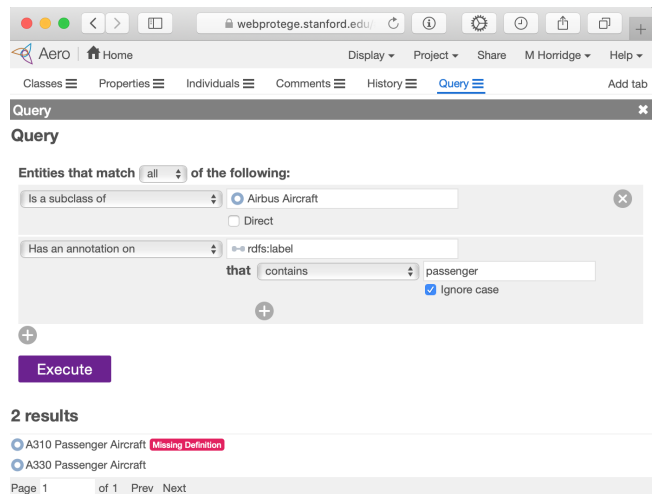 webprotege.stanford.edu/
Aero Home Display Project Share M Horridge Help
Classes Properties Individuals Comments History Query Add tab
Query
Query
Entities that match all of the following:
Is a subclass of Airbus Aircraft
Direct
Has an annotation on rdfs:label
that contains passenger
Ignore case
Execute
2 results
A310 Passenger Aircraft Missing Definition
A330 Passenger Aircraft
Page 1 of 1 Prev Next